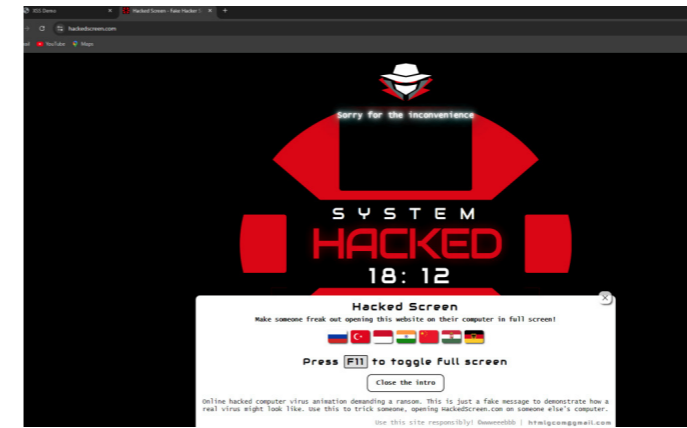 XSS Demo
Hacked Screen - Fake Hacker
hackedscreen.com
YouTube
Maps
Sorry for the inconvenience
SYSTEM
HACKED
18: 12
Hacked Screen
Make someone freak out opening this website on their computer in full screen!
Press F11 to toggle full screen
Close the intro
Online hacked computer virus animation demanding a ransom. This is just a fake message to demonstrate how a
real virus might look like. Use this to trick someone, opening HackedScreen.com on someone else's computer.
Use this site responsibly! | htmlgcom@gmail.com